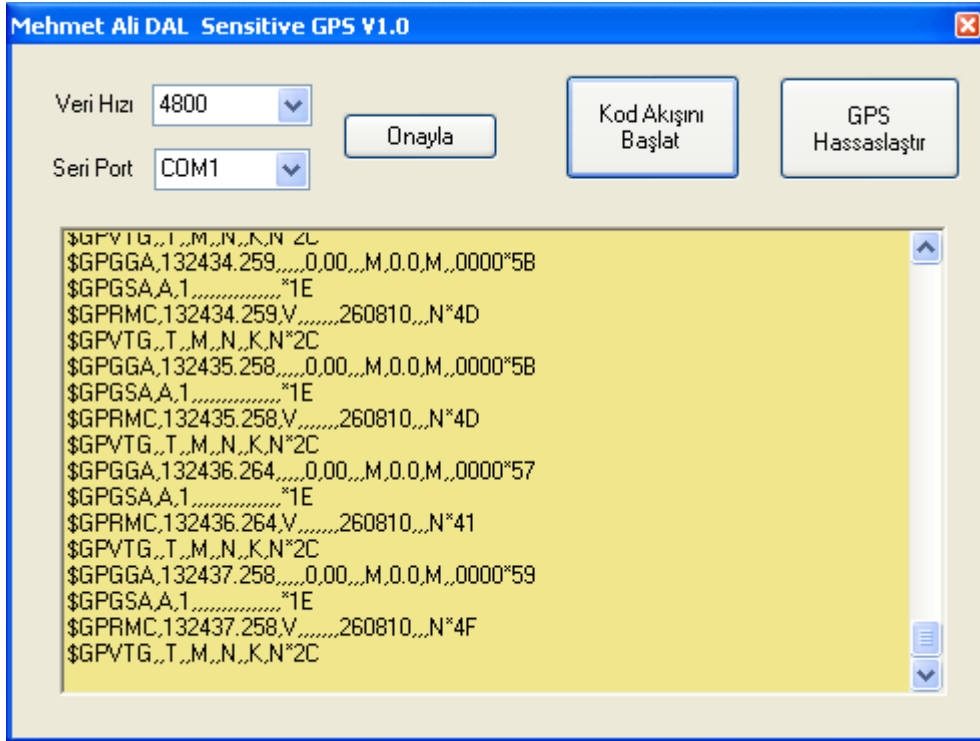 Mehmet Ali DAL  Sensitive GPS V1.0
Veri Hızı
4800
Seri Port
COM1
Onayla
Kod Akışını
Başlat
GPS
Hassaslaştır
$GPVTG,,T,,M,,N,,K,N*2C
$GPGGA,132434.259,,,,,0,00,,,M,0.0,M,,0000*5B
$GPGSA,A,1,,,,,,,,,,,,,,,*1E
$GPRMC,132434.259,V,,,,,,,260810,,,N*4D
$GPVTG,,T,,M,,N,,K,N*2C
$GPGGA,132435.258,,,,,0,00,,,M,0.0,M,,0000*5B
$GPGSA,A,1,,,,,,,,,,,,,,,*1E
$GPRMC,132435.258,V,,,,,,,260810,,,N*4D
$GPVTG,,T,,M,,N,,K,N*2C
$GPGGA,132436.264,,,,,0,00,,,M,0.0,M,,0000*57
$GPGSA,A,1,,,,,,,,,,,,,,,*1E
$GPRMC,132436.264,V,,,,,,,260810,,,N*41
$GPVTG,,T,,M,,N,,K,N*2C
$GPGGA,132437.258,,,,,0,00,,,M,0.0,M,,0000*59
$GPGSA,A,1,,,,,,,,,,,,,,,*1E
$GPRMC,132437.258,V,,,,,,,260810,,,N*4F
$GPVTG,,T,,M,,N,,K,N*2C